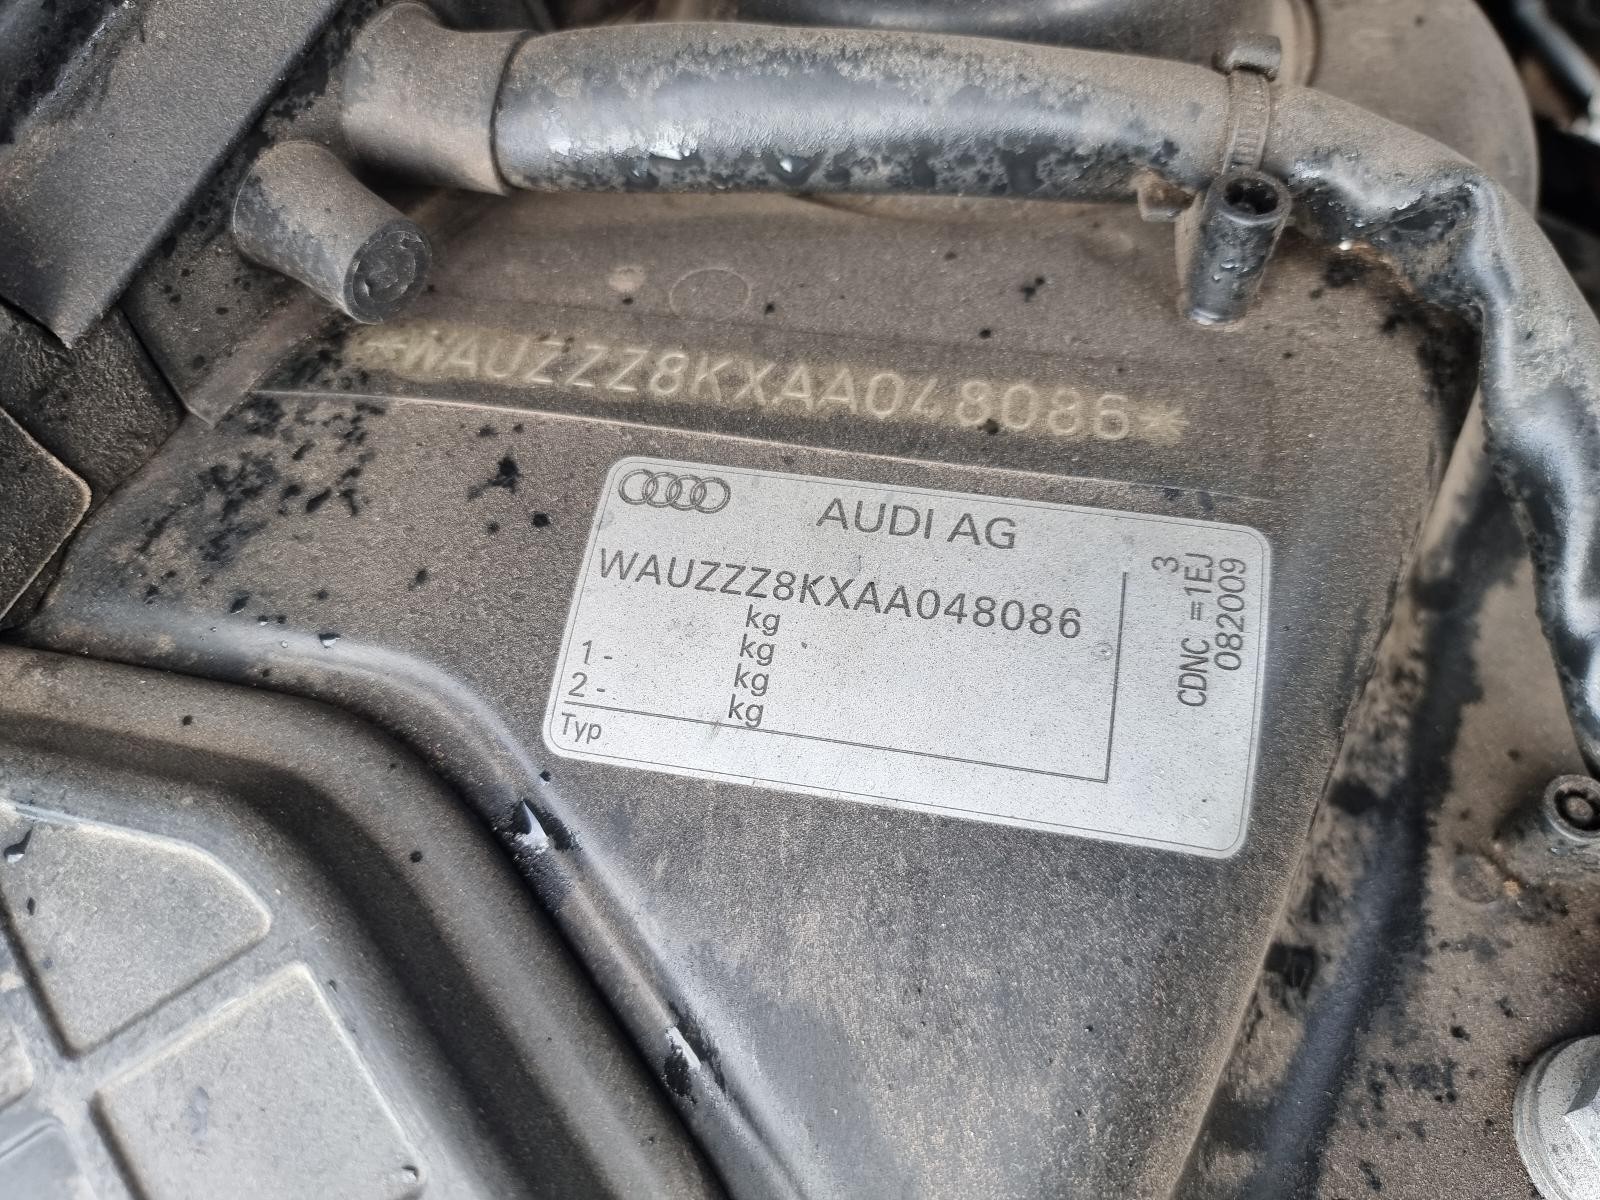 *WAUZZZ8KXAA048086*
AUDI AG
WAUZZZ8KXAA048086
kg
1- kg
2- kg
kg
Typ
3
CDNC =1EJ
082009